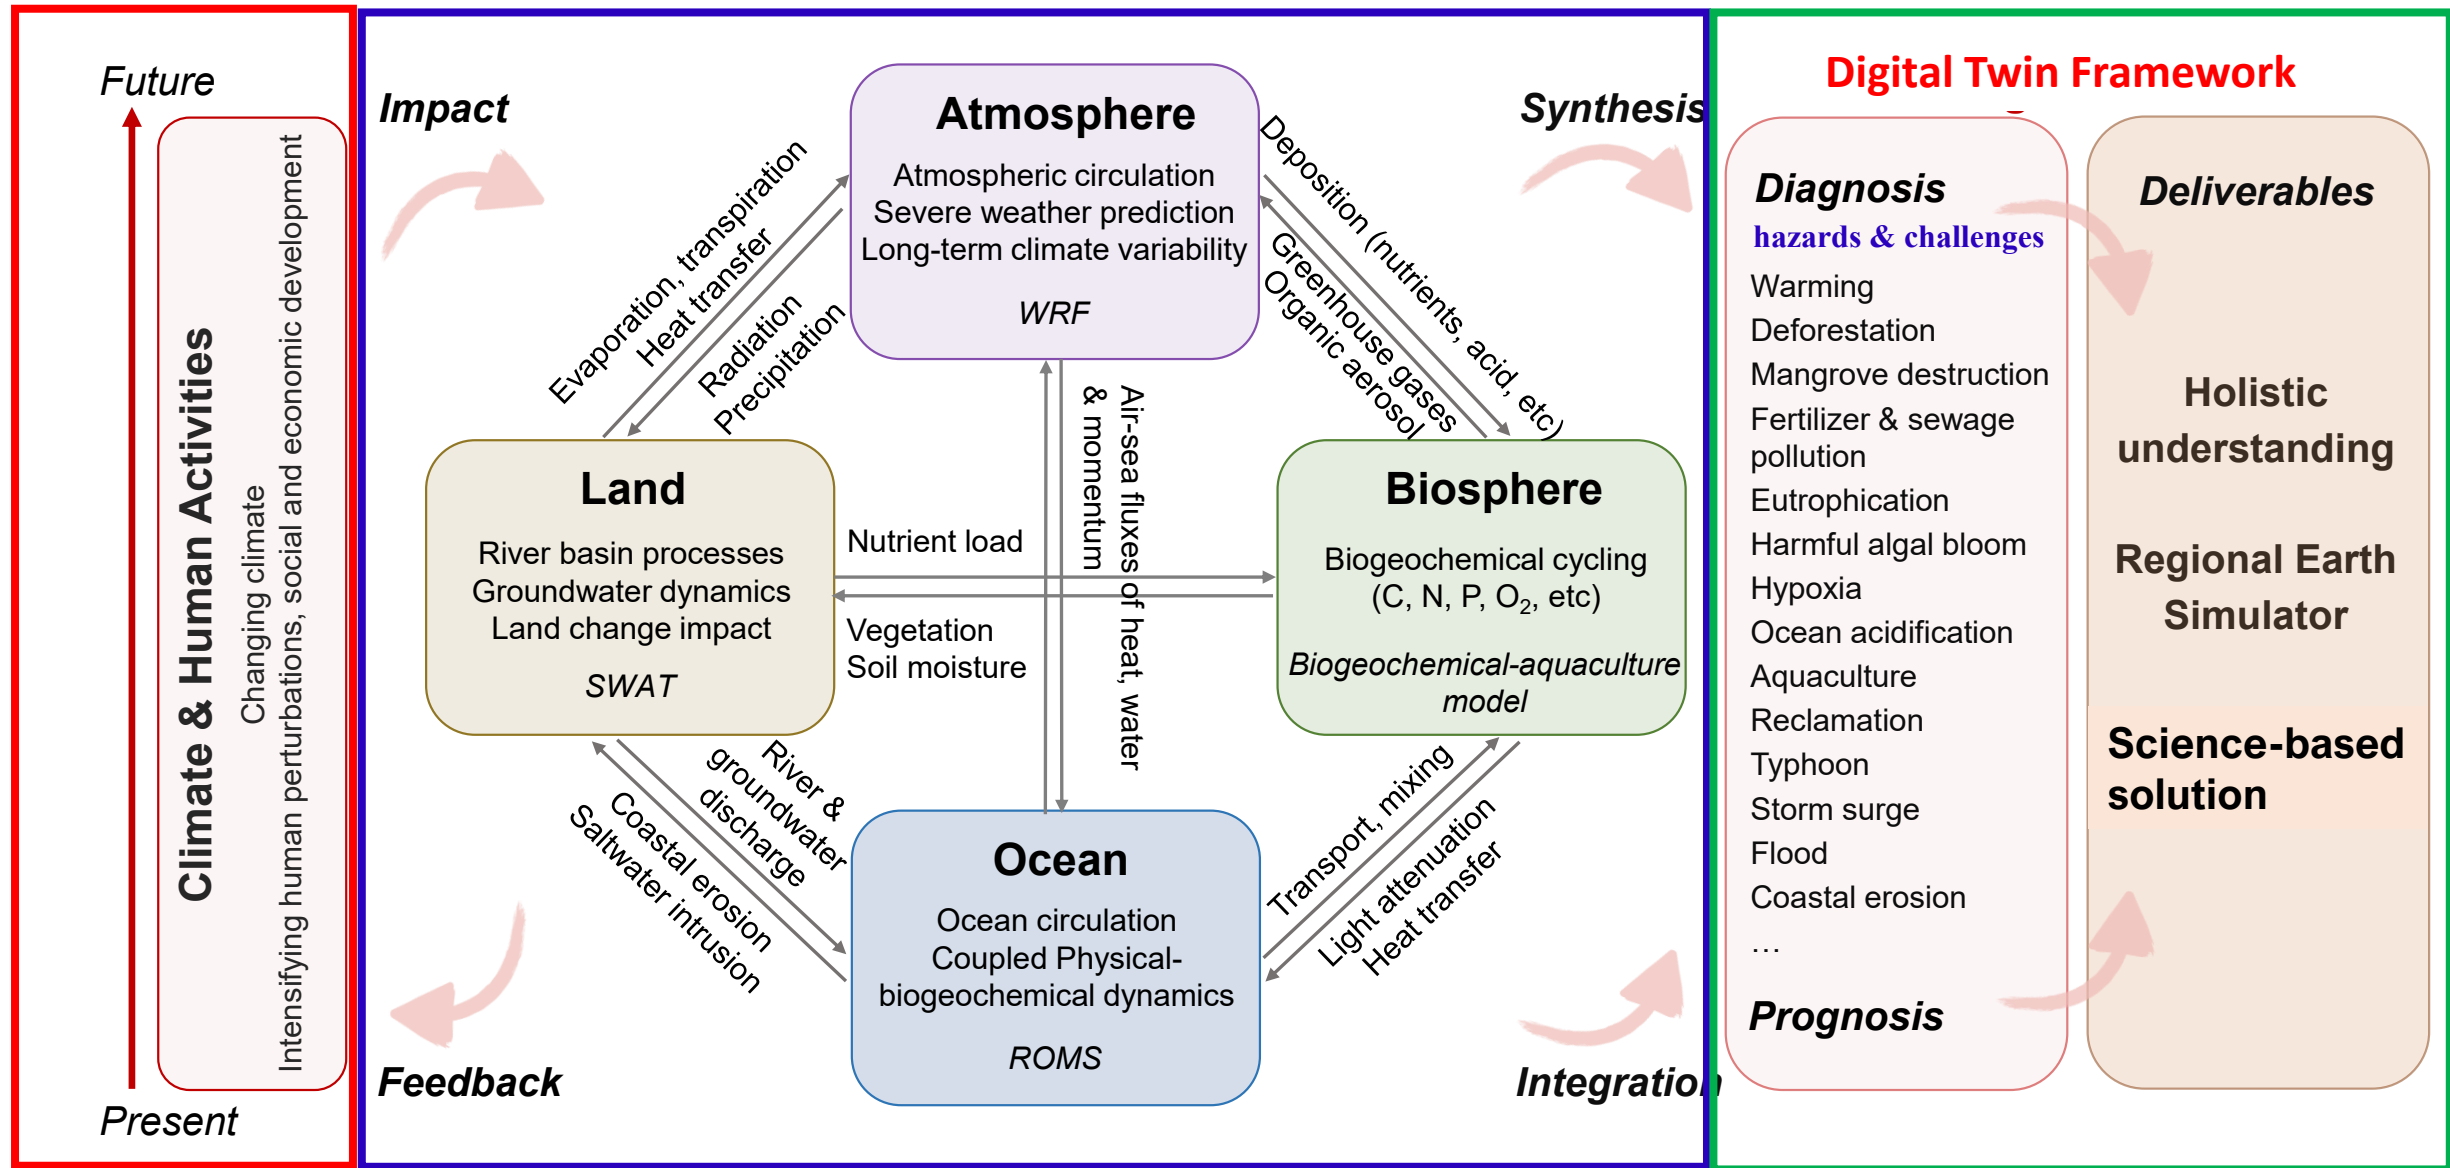 Future
Climate & Human Activities
Changing climate
Intensifying human perturbations, social and economic development
Present
Impact
Synthesis
Feedback
Integration
Atmosphere
Atmospheric circulation
Severe weather prediction
Long-term climate variability
WRF
Evaporation, transpiration
Heat transfer
Radiation
Precipitation
Deposition (nutrients, acid, etc)
Greenhouse gases
Organic aerosol
Air-sea fluxes of heat, water
& momentum
Land
River basin processes
Groundwater dynamics
Land change impact
SWAT
Nutrient load
Vegetation
Soil moisture
Biosphere
Biogeochemical cycling
(C, N, P, O₂, etc)
Biogeochemical-aquaculture
model
River &
groundwater
discharge
Coastal erosion
Saltwater intrusion
Transport, mixing
Light attenuation
Heat transfer
Ocean
Ocean circulation
Coupled Physical-
biogeochemical dynamics
ROMS
Digital Twin Framework
Diagnosis
hazards & challenges
Warming
Deforestation
Mangrove destruction
Fertilizer & sewage
pollution
Eutrophication
Harmful algal bloom
Hypoxia
Ocean acidification
Aquaculture
Reclamation
Typhoon
Storm surge
Flood
Coastal erosion
…
Prognosis
Deliverables
Holistic
understanding
Regional Earth
Simulator
Science-based
solution